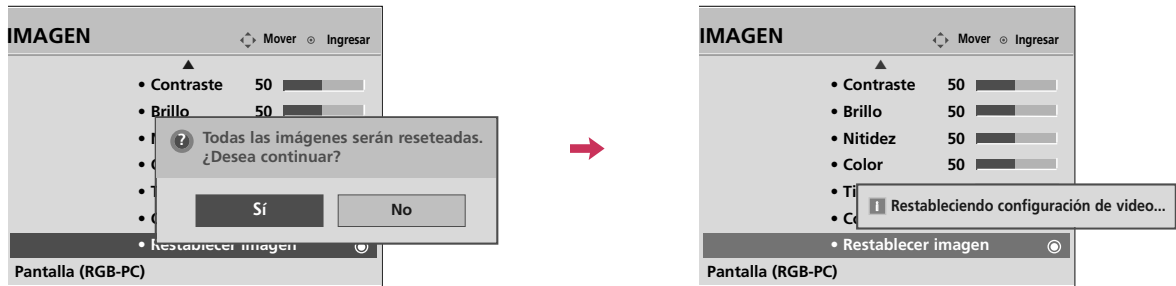 IMAGEN
Mover
Ingresar
• Contraste 50
• Brillo 50
Todas las imágenes serán reseteadas.
¿Desea continuar?
Sí
No
• Restablecer imagen
Pantalla (RGB-PC)
IMAGEN
Mover
Ingresar
• Contraste 50
• Brillo 50
• Nitidez 50
• Color 50
Restableciendo configuración de video...
• Restablecer imagen
Pantalla (RGB-PC)